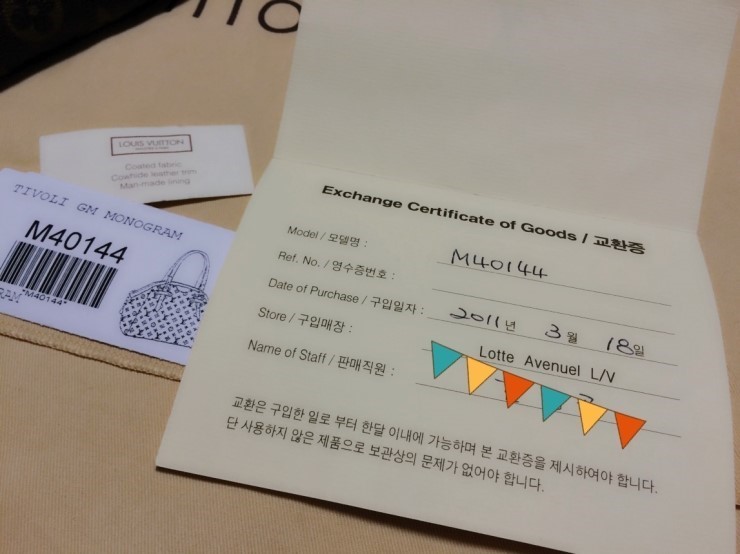 LOUIS VUITTON
Coated fabric
Cowhide leather trim
Man-made lining
TIVOLI GM MONOGRAM
M40144
*M40144*
Exchange Certificate of Goods / 교환증
Model / 모델명 : M40144
Ref. No. / 영수증번호 :
Date of Purchase / 구입일자 : 2011년 3월 18일
Store / 구입매장 : Lotte Avenuel L/V
Name of Staff / 판매직원 :
교환은 구입한 일로 부터 한달 이내에 가능하며 본 교환증을 제시하여야 합니다.
단 사용하지 않은 제품으로 보관상의 문제가 없어야 합니다.